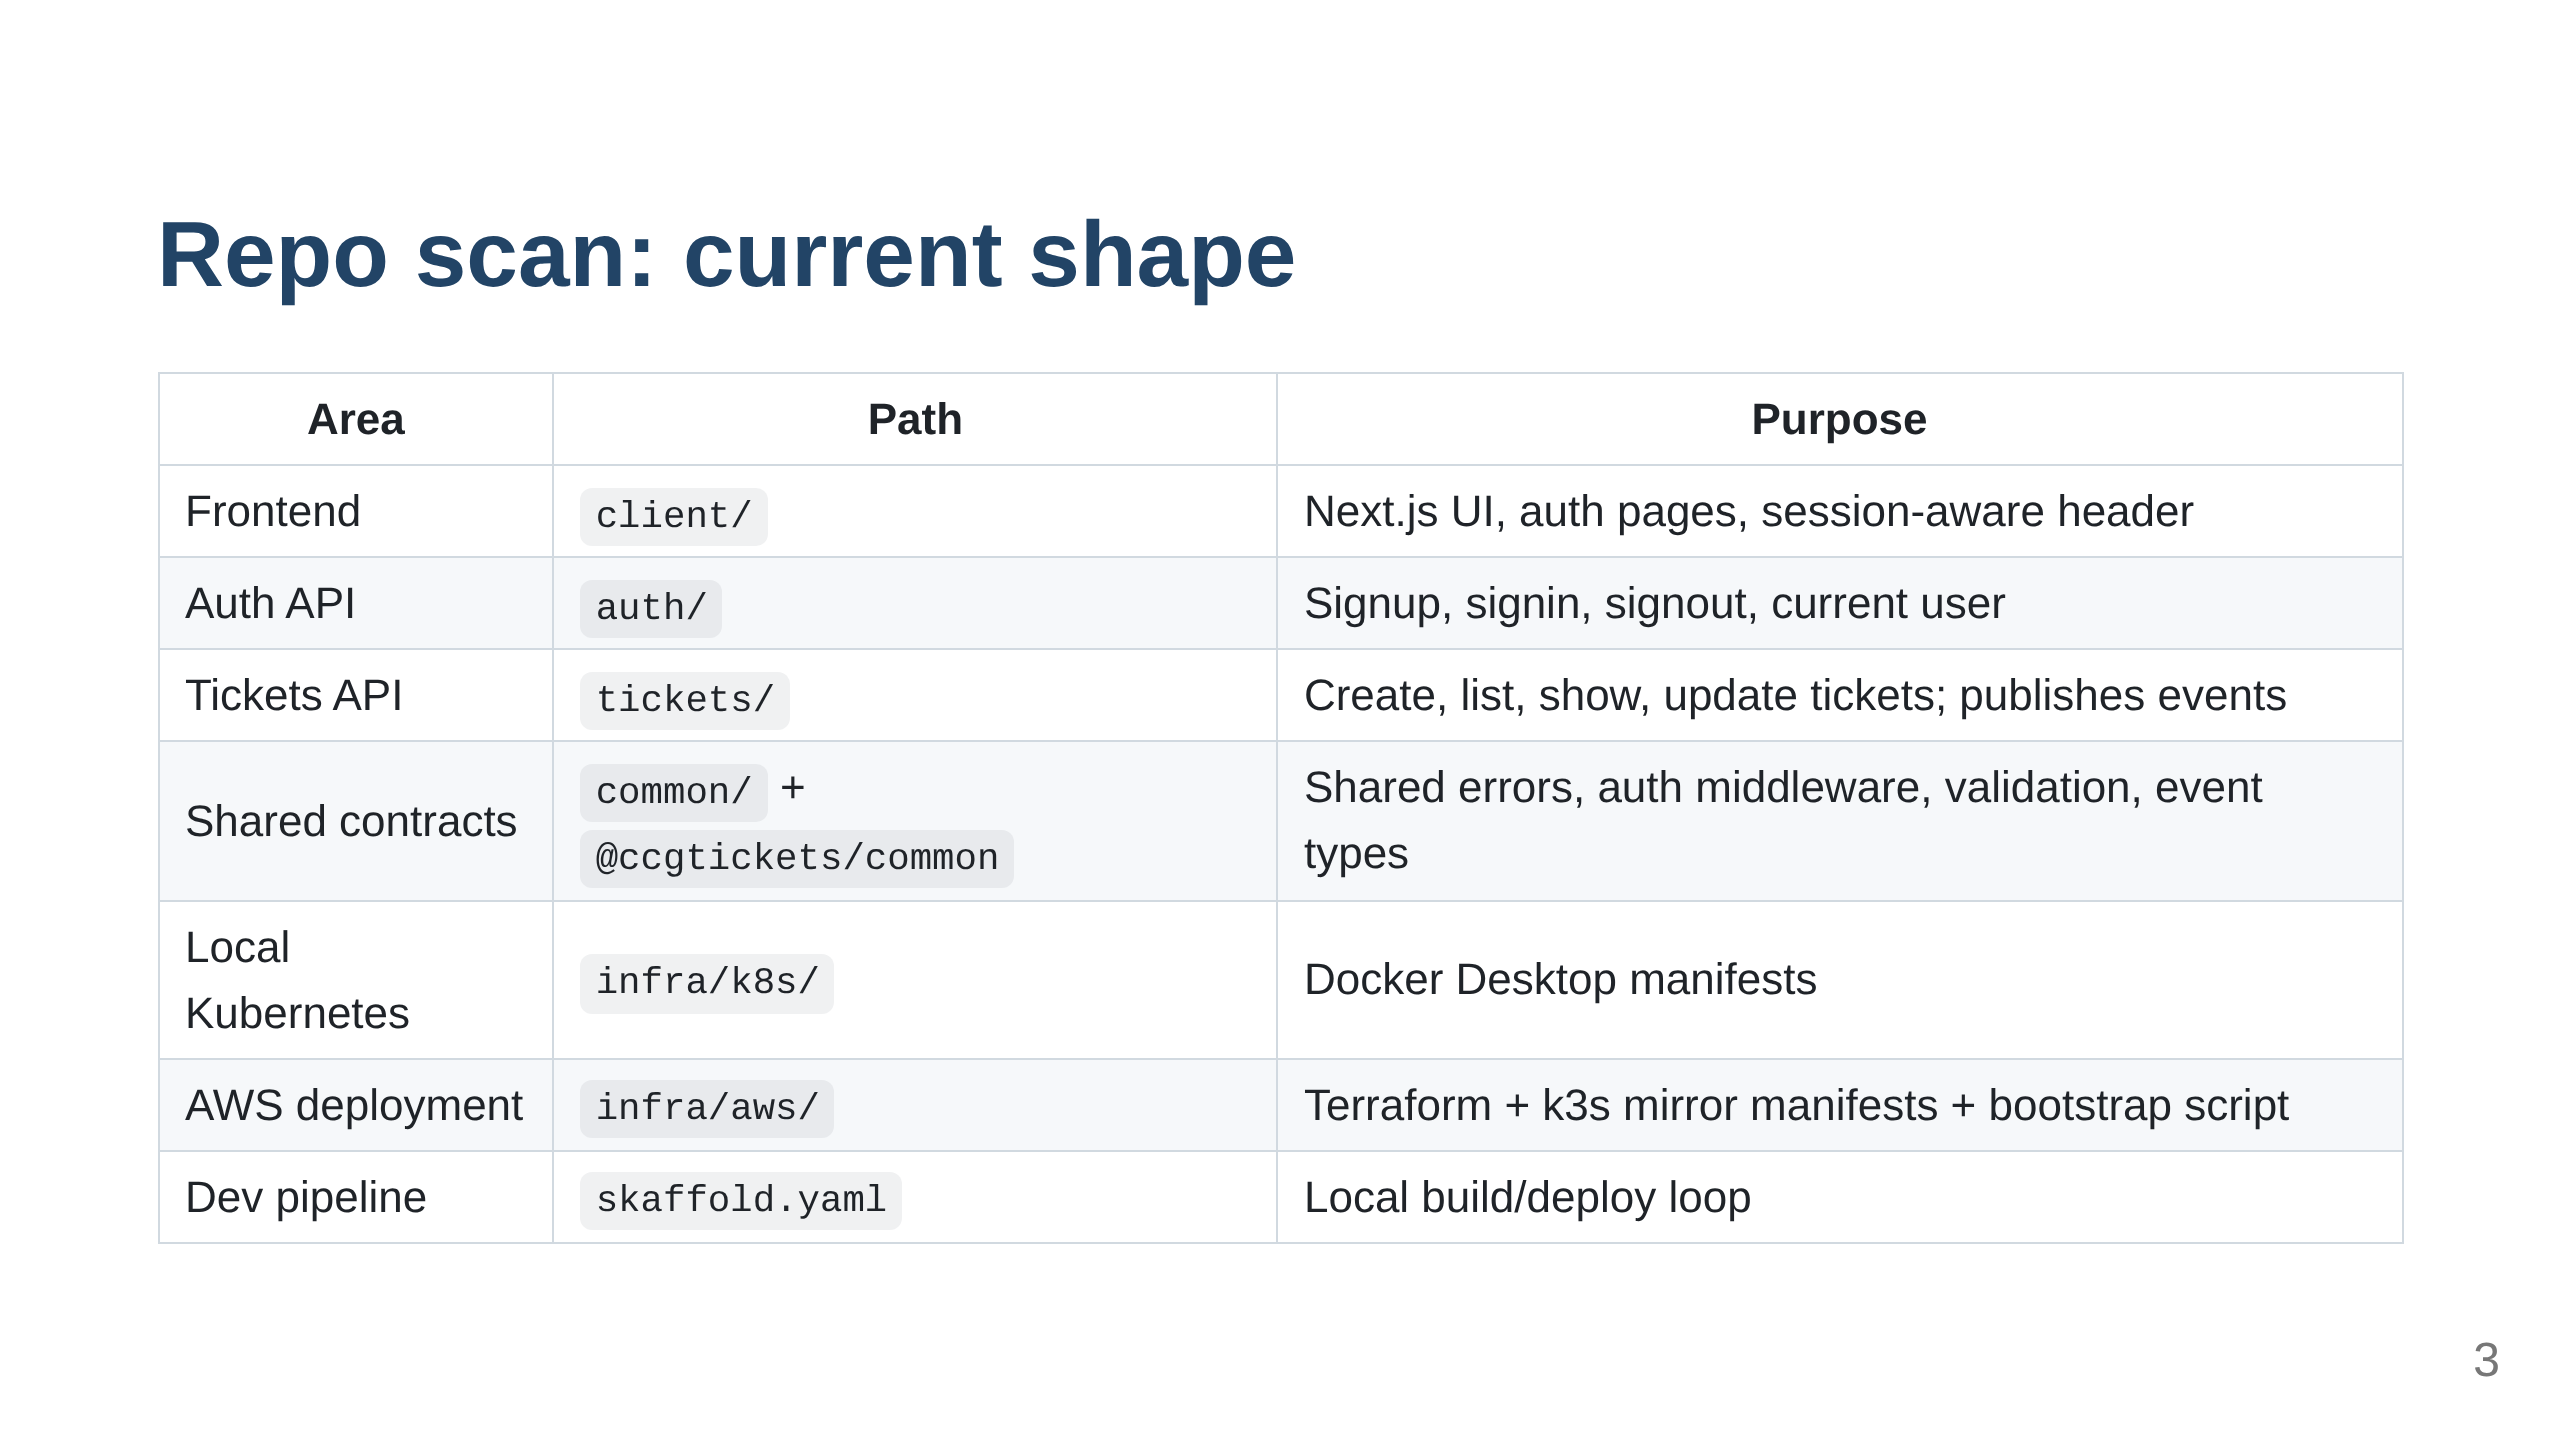 Repo scan: current shape
Area Path Purpose
Frontend client/ Next.js UI, auth pages, session-aware header
Auth API auth/ Signup, signin, signout, current user
Tickets API tickets/ Create, list, show, update tickets; publishes events
Shared contracts
common/ +
@ccgtickets/common
Shared errors, auth middleware, validation, event
types
Local
Kubernetes
infra/k8s/
Docker Desktop manifests
AWS deployment infra/aws/ Terraform + k3s mirror manifests + bootstrap script
Dev pipeline skaffold.yaml Local build/deploy loop
3